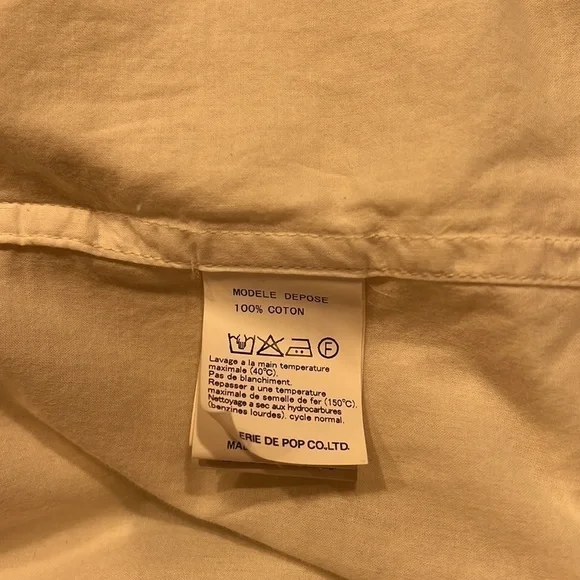 MODELE DEPOSE
100% COTON
F
Lavage a la main temperature
maximale (40°C).
Pas de blanchiment.
Repasser a une temperature
maximale de semelle de fer (150°C).
Nettoyage a sec aux hydrocarbures
(benzines lourdes). cycle normal.
ERIE DE POP CO.,LTD.